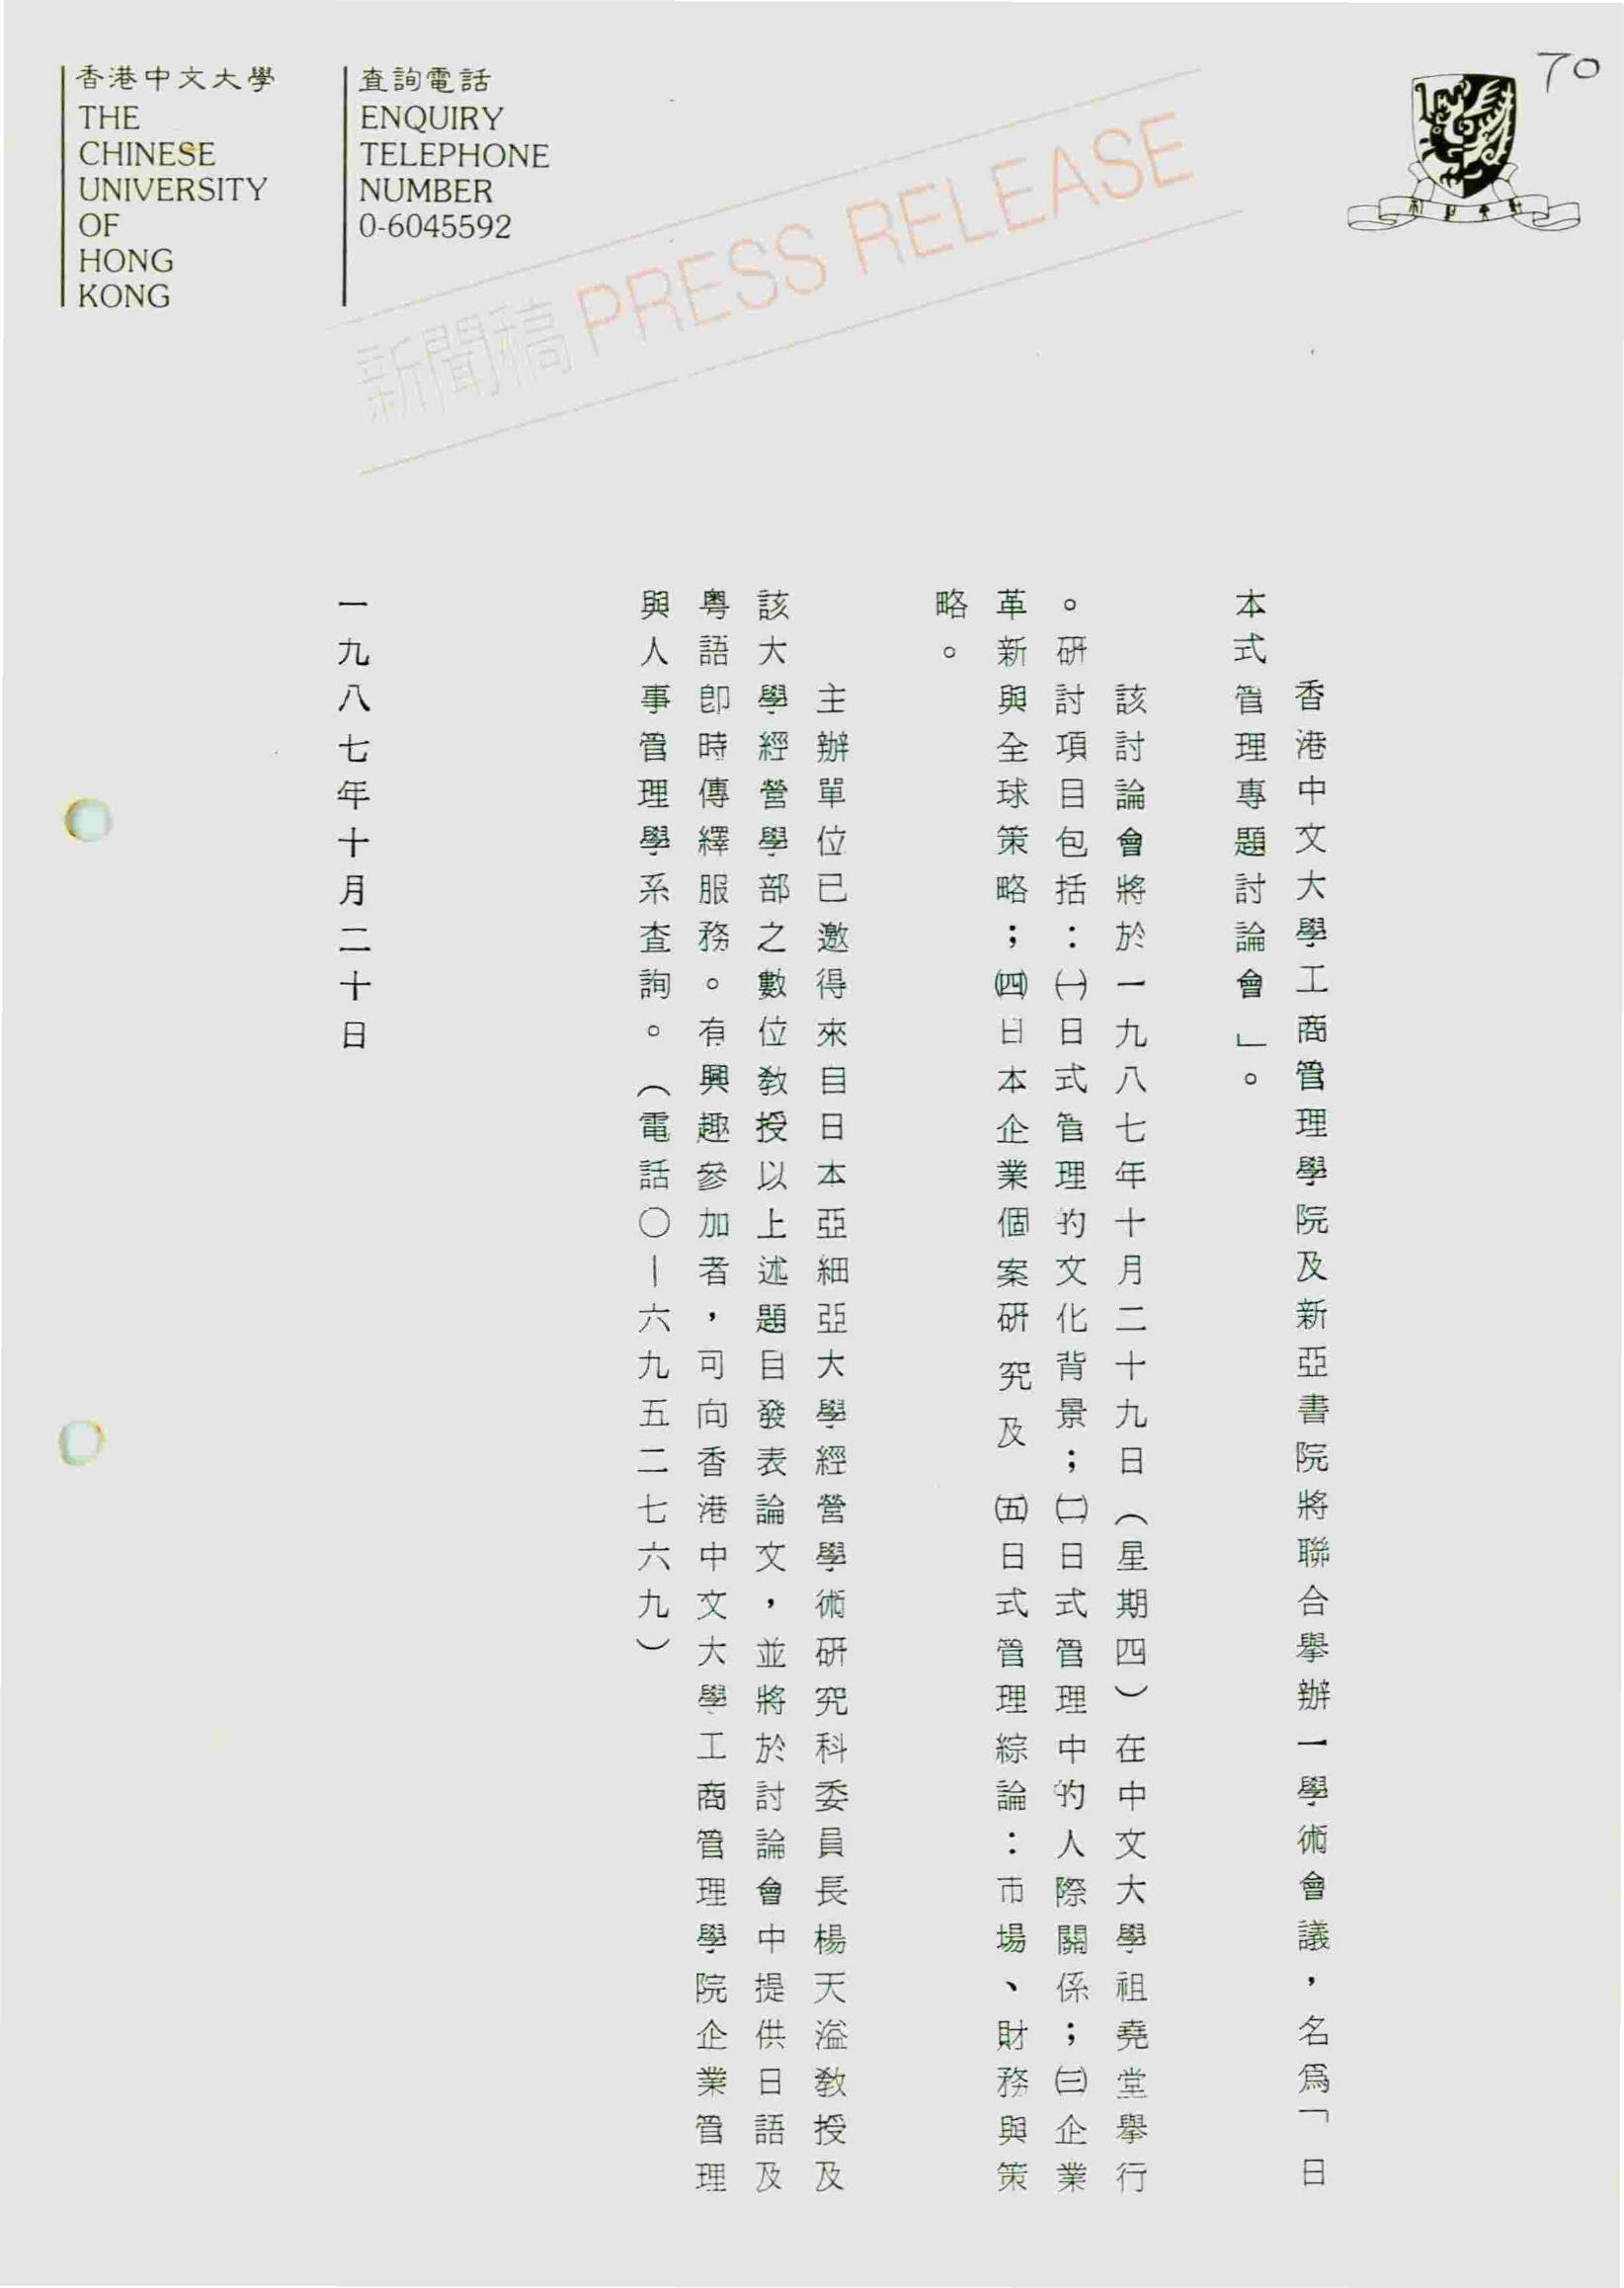 香港中文大學
THE
CHINESE
UNIVERSITY
OF
HONG
KONG
查詢電話
ENQUIRY
TELEPHONE
NUMBER
0-6045592
70
新聞稿 PRESS RELEASE
香港中文大學工商管理學院及新亞書院將聯合舉辦一學術會議，名爲「日
本式管理專題討論會」。
該討論會將於一九八七年十月二十九日（星期四）在中文大學祖堯堂舉行
。研討項目包括：㈠日式管理的文化背景；㈡日式管理中的人際關係；㈢企業
革新與全球策略；㈣日本企業個案研究及㈤日式管理綜論：市場、財務與策
略。
主辦單位已邀得來自日本亞細亞大學經營學術研究科委員長楊天溢教授及
該大學經營學部之數位教授以上述題目發表論文，並將於討論會中提供日語及
粵語即時傳繹服務。有興趣參加者，可向香港中文大學工商管理學院企業管理
與人事管理學系查詢。（電話〇—六九五二七六九）
一九八七年十月二十日